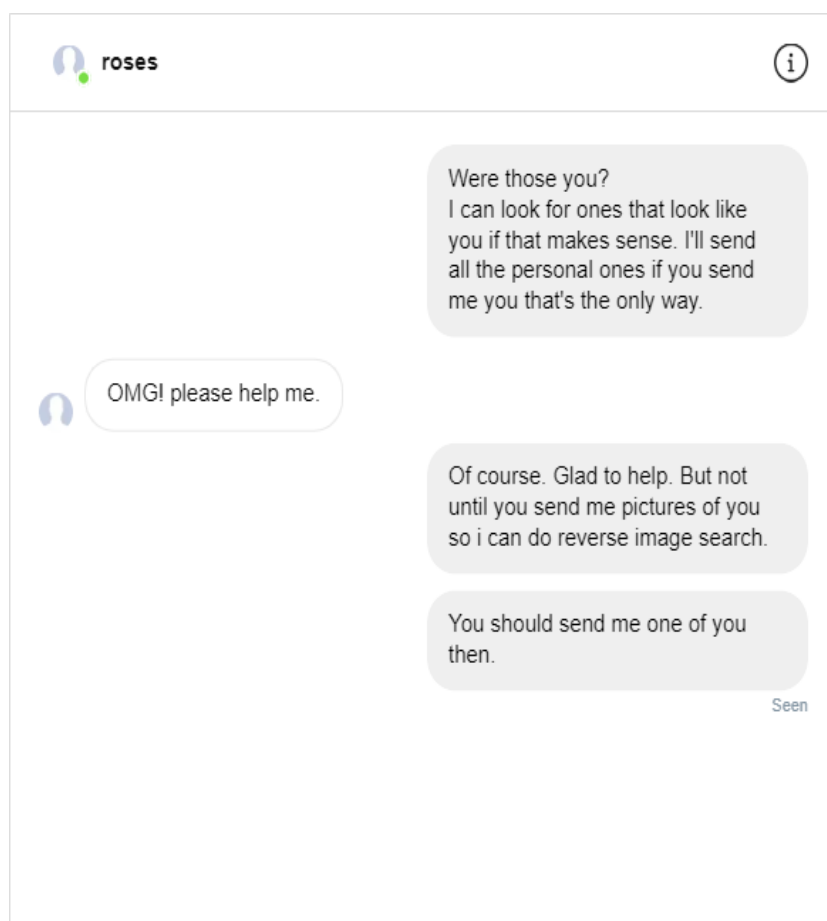 roses
i
Were those you?
I can look for ones that look like
you if that makes sense. I'll send
all the personal ones if you send
me you that's the only way.
OMG! please help me.
Of course. Glad to help. But not
until you send me pictures of you
so i can do reverse image search.
You should send me one of you
then.
Seen